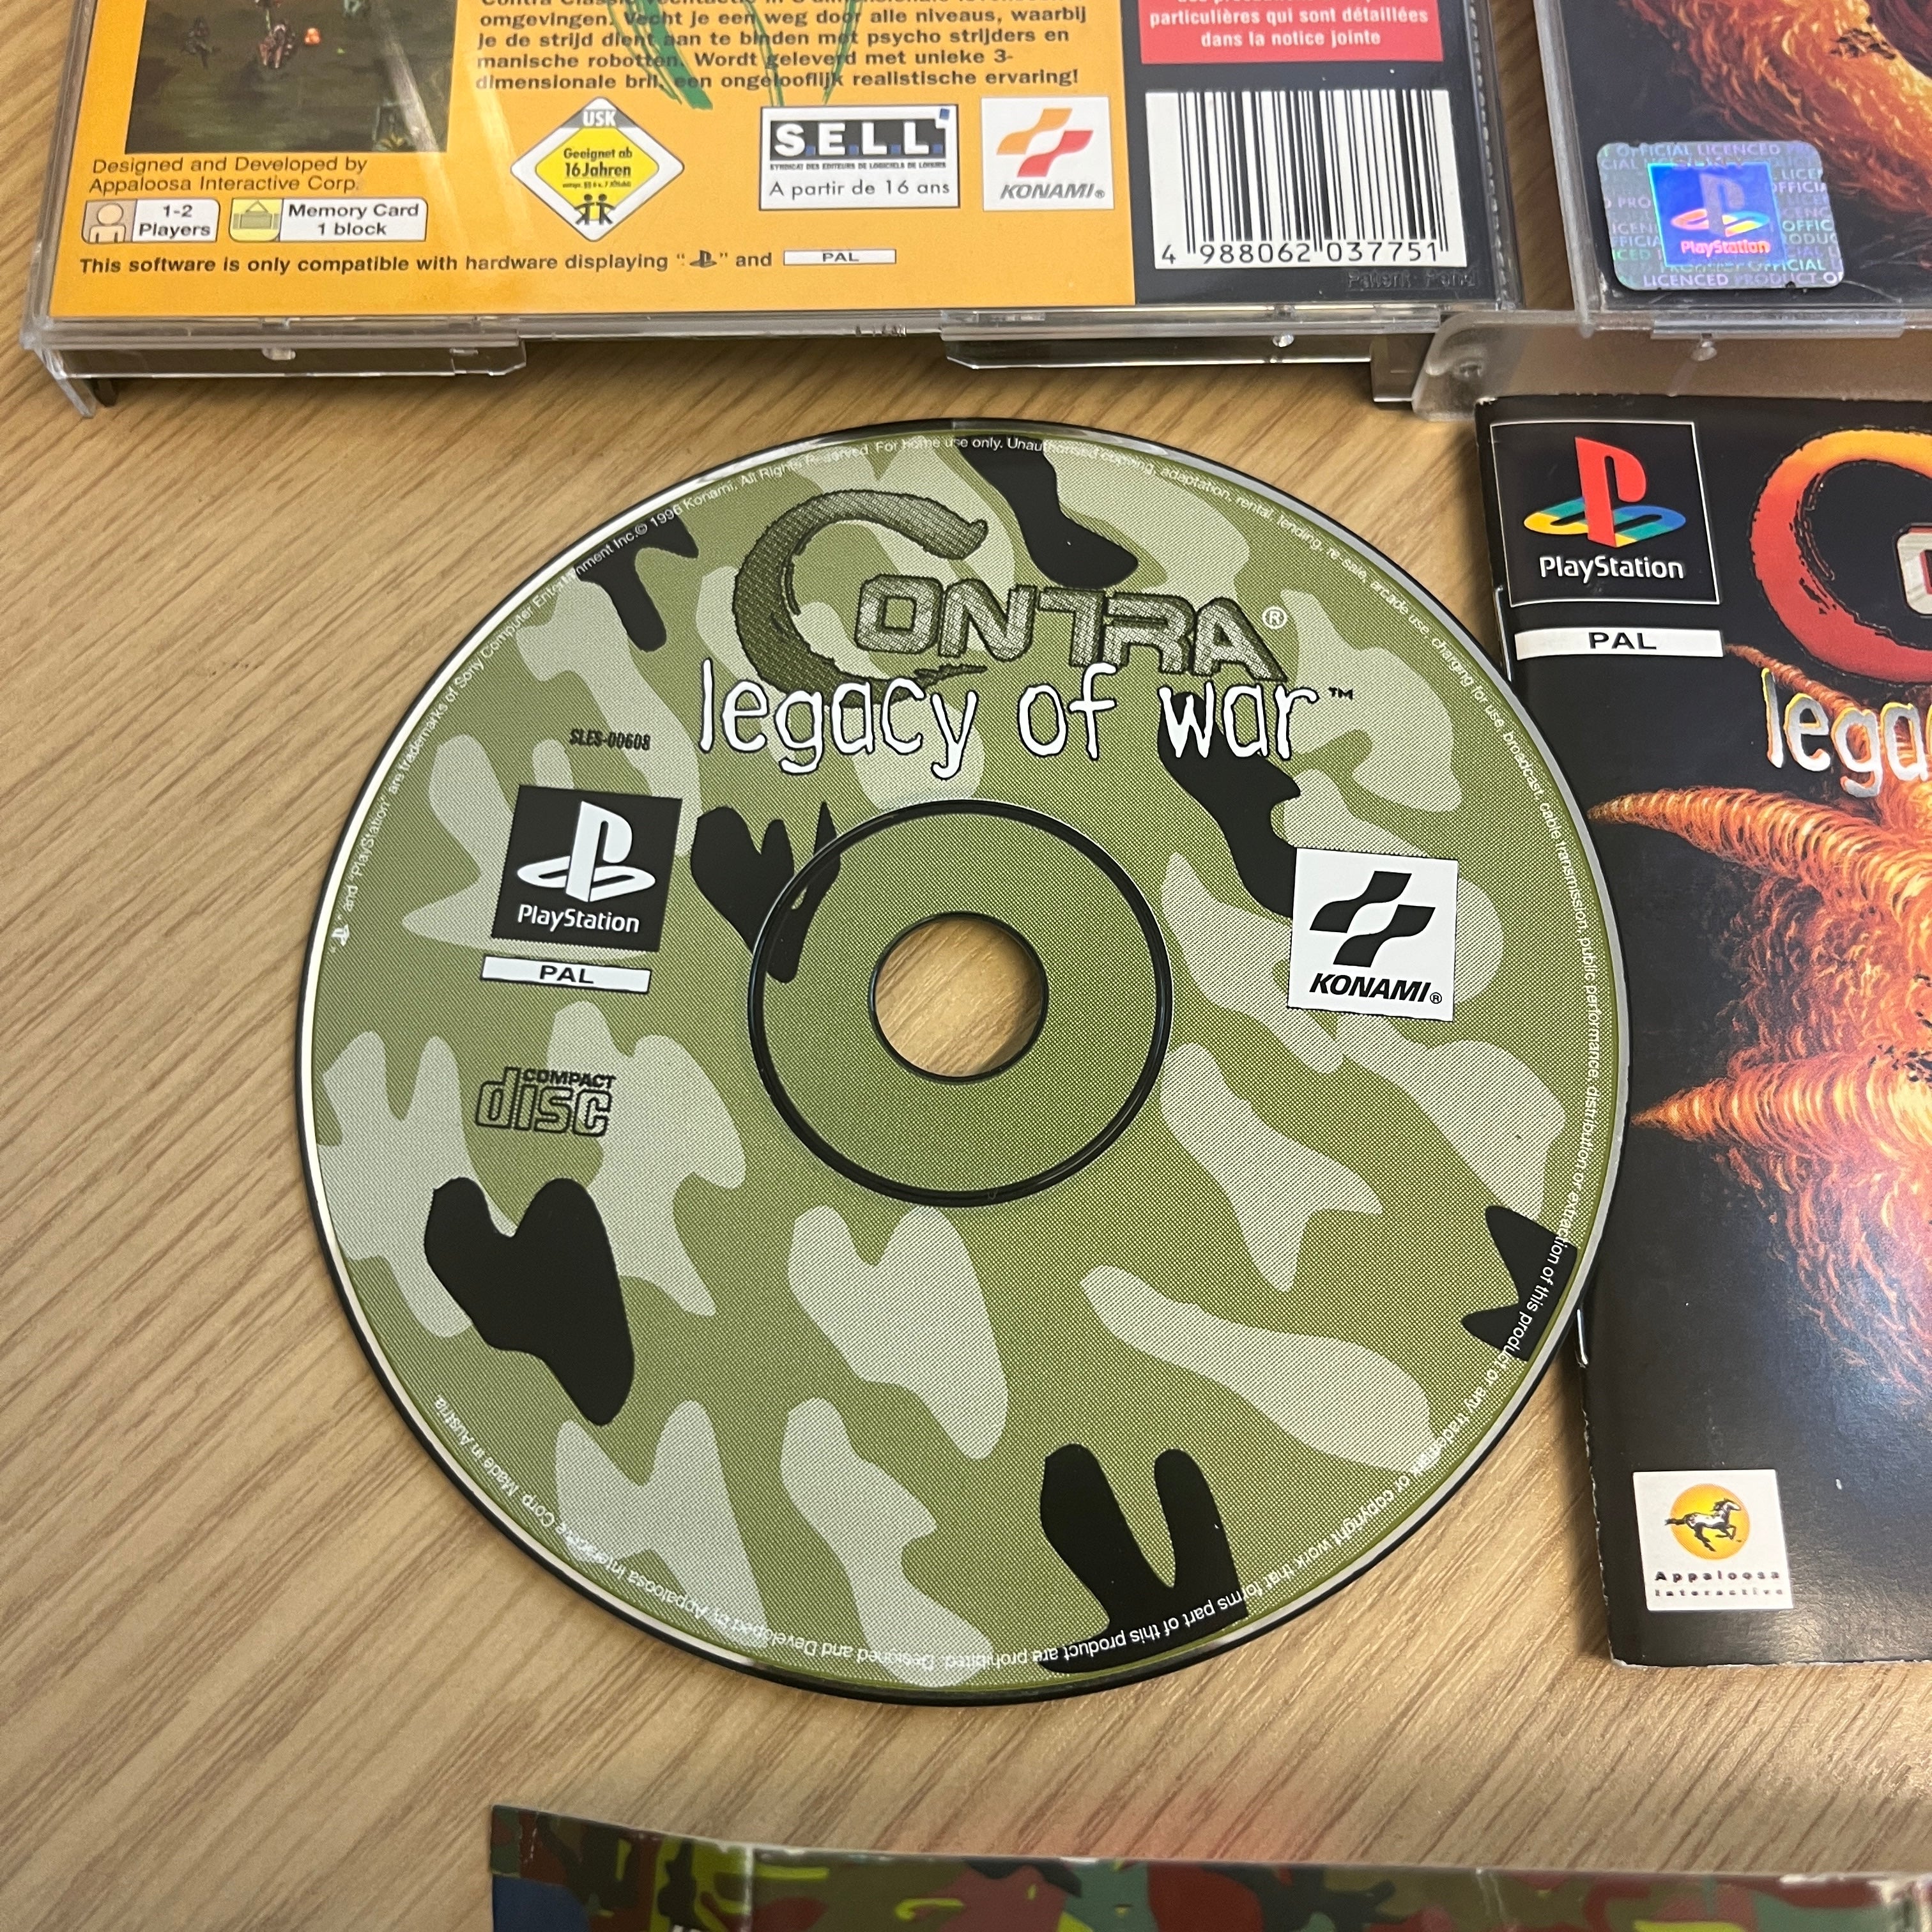 omgevingen. Vecht je een weg door alle niveaus, waarbij
je de strijd dient aan te binden met psycho strijders en
manische robotten. Wordt geleverd met unieke 3-
dimensionale bril, een ongelooflijk realistische ervaring!
particulières qui sont détaillées
dans la notice jointe
Designed and Developed by
Appaloosa Interactive Corp.
1-2
Players
Memory Card
1 block
USK
Geeignet ab
16 Jahren
S.E.L.L.
SYNDICAT DES EDITEURS DE LOGICIELS DE LOISIRS
A partir de 16 ans
KONAMI®
4 988062 037751
This software is only compatible with hardware displaying " " and PAL
OFFICIAL LICENCED PRODUCT
PlayStation
LICENCED PRODUCT OF
" " and "PlayStation" are trademarks of Sony Computer Entertainment Inc. © 1996 Konami, All Rights Reserved. For home use only. Unauthorised copying, adaptation, rental, lending, re-sale, arcade use, charging for use, broadcast, cable transmission, public performance, distribution or extraction of this product or any trademark or copyright work that forms part of this product are prohibited. Designed and Developed by Appaloosa Interactive Corp. Made in Austria.
CONTRA®
legacy of war™
SLES-00608
PlayStation
PAL
KONAMI®
COMPACT
disc
PlayStation
PAL
C
lega
Appaloosa
Interactive